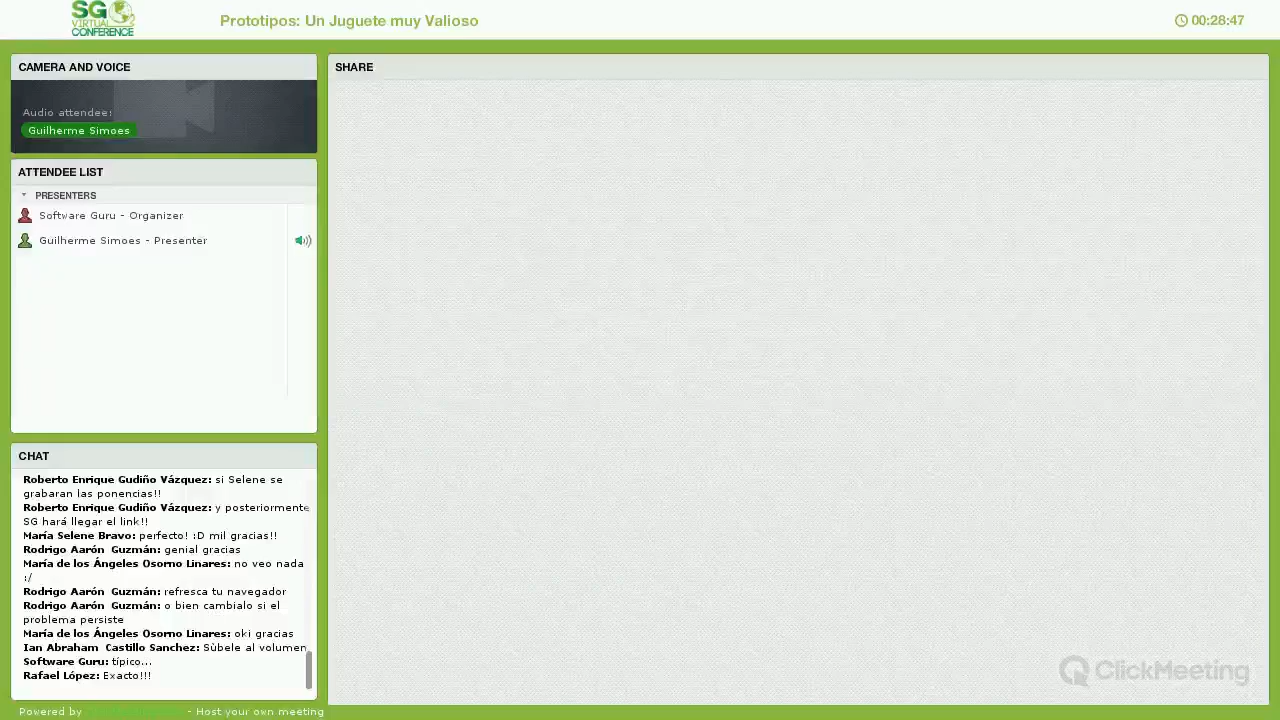 SG
VIRTUAL
CONFERENCE
Prototipos: Un Juguete muy Valioso
00:28:47
CAMERA AND VOICE
Audio attendee:
Guilherme Simoes
ATTENDEE LIST
PRESENTERS
Software Guru - Organizer
Guilherme Simoes - Presenter
CHAT
Roberto Enrique Gudiño Vázquez: si Selene se
grabaran las ponencias!!
Roberto Enrique Gudiño Vázquez: y posteriormente
SG hará llegar el link!!
María Selene Bravo: perfecto! :D mil gracias!!
Rodrigo Aarón Guzmán: genial gracias
María de los Ángeles Osorno Linares: no veo nada
:/
Rodrigo Aarón Guzmán: refresca tu navegador
Rodrigo Aarón Guzmán: o bien cambialo si el
problema persiste
María de los Ángeles Osorno Linares: oki gracias
Ian Abraham Castillo Sanchez: Sùbele al volumen
Software Guru: típico...
Rafael López: Exacto!!!
Powered by - Host your own meeting
SHARE
ClickMeeting